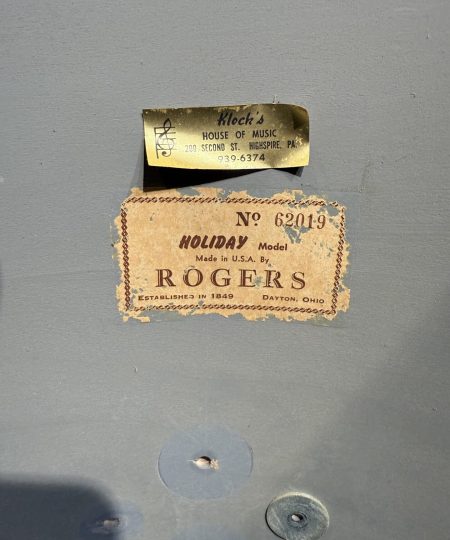 Klock's
HOUSE OF MUSIC
200 SECOND ST. HIGHSPIRE, PA.
939-6374
Nº 62019
HOLIDAY Model
Made in U.S.A. By
ROGERS
ESTABLISHED IN 1849 DAYTON, OHIO